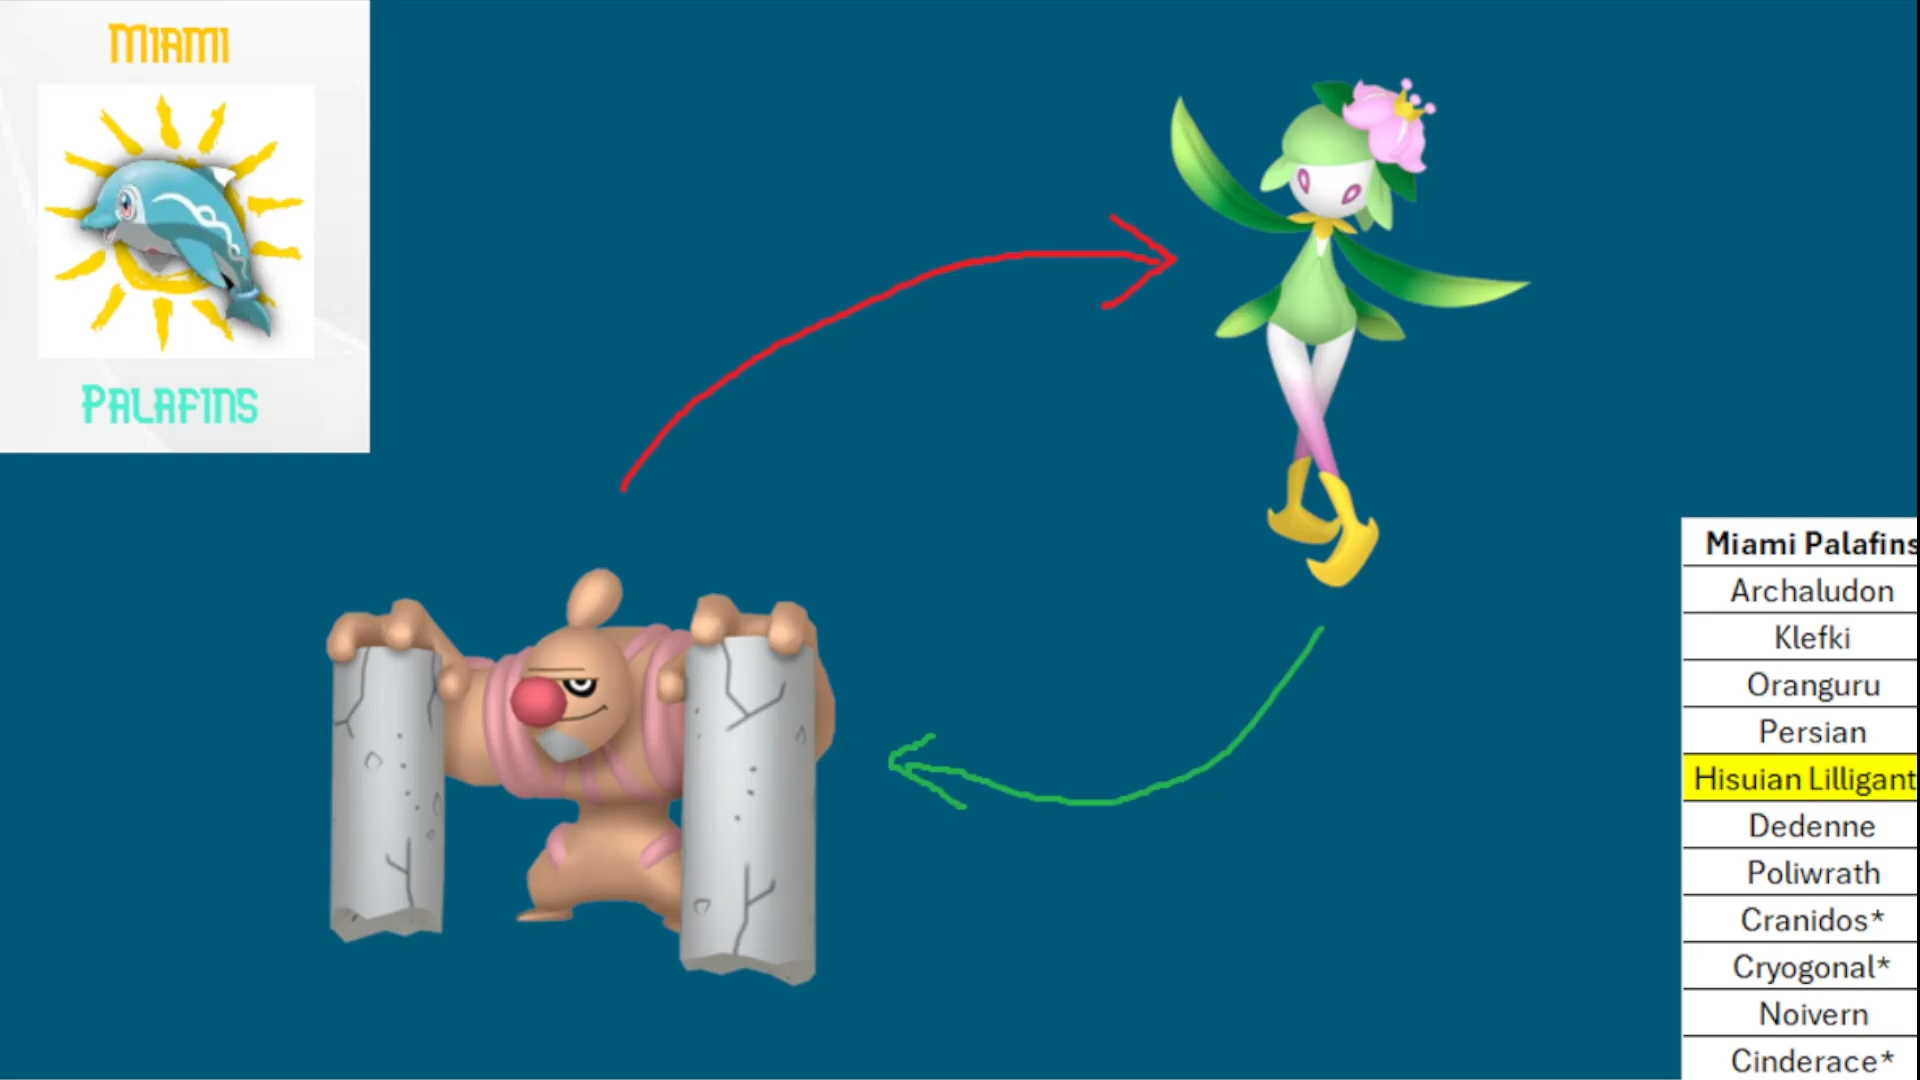 Miami
Palafins
Miami Palafins
Archaludon
Klefki
Oranguru
Persian
Hisuian Lilligant
Dedenne
Poliwrath
Cranidos*
Cryogonal*
Noivern
Cinderace*